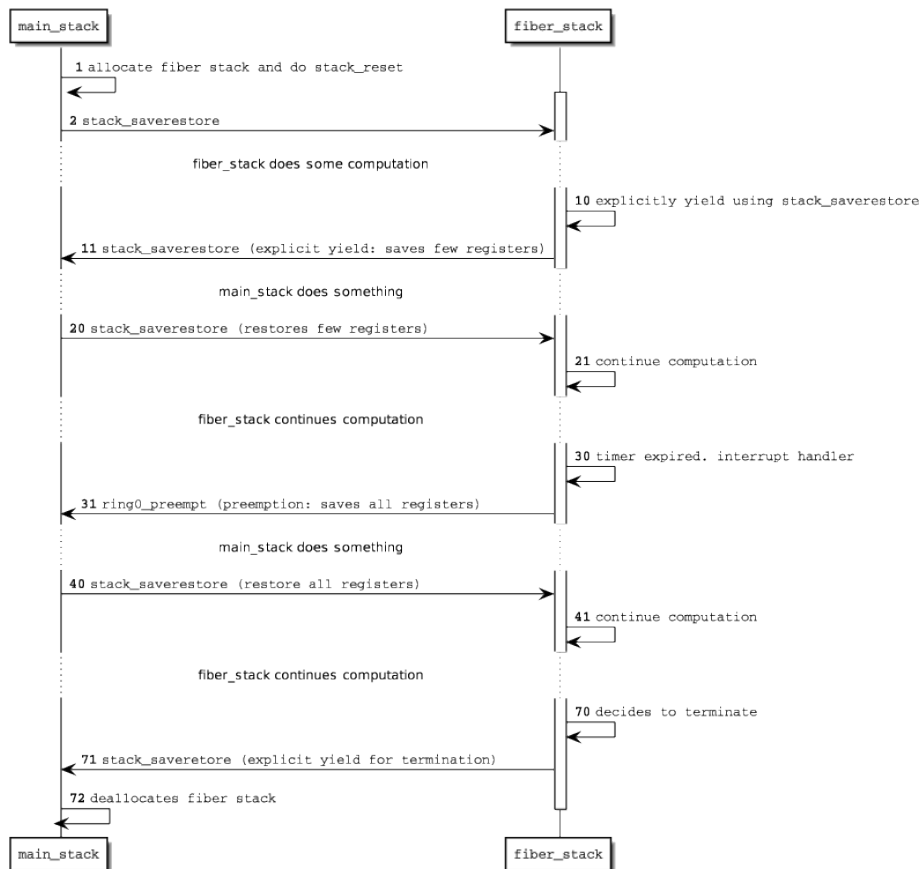 main_stack fiber_stack
1 allocate fiber stack and do stack_reset
2 stack_saverestore
fiber_stack does some computation
10 explicitly yield using stack_saverestore
11 stack_saverestore (explicit yield: saves few registers)
main_stack does something
20 stack_saverestore (restores few registers)
21 continue computation
fiber_stack continues computation
30 timer expired. interrupt handler
31 ring0_preempt (preemption: saves all registers)
main_stack does something
40 stack_saverestore (restore all registers)
41 continue computation
fiber_stack continues computation
70 decides to terminate
71 stack_saveretore (explicit yield for termination)
72 deallocates fiber stack
main_stack fiber_stack